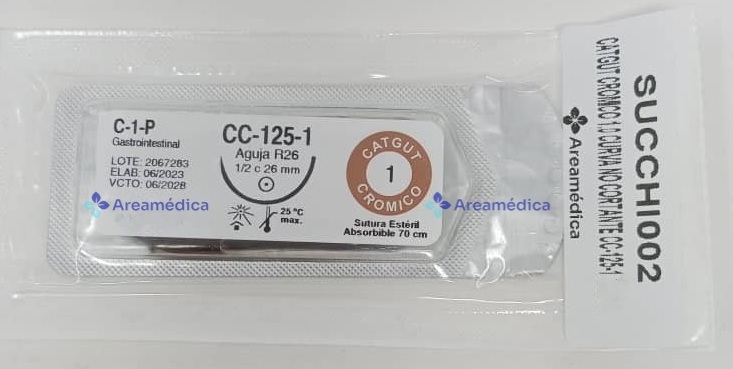 C-1-P
Gastrointestinal
LOTE: 2067283
ELAB: 06/2023
VCTO: 06/2028
Areamédica
CC-125-1
Aguja R26
1/2 c 26 mm
25 °C
max.
CATGUT
1
CROMICO
Sutura Estéril
Absorbible 70 cm
Areamédica
SUCCHI002
CATGUT CROMICO 1.0 CURVA NO CORTANTE CC-125-1
Areamédica